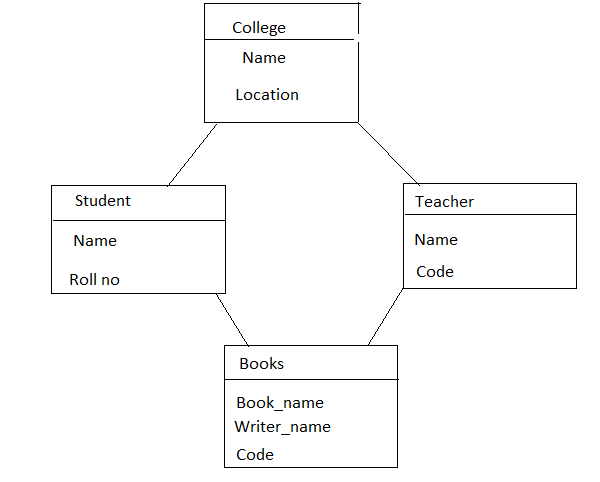 College
Name
Location
Student
Name
Roll no
Teacher
Name
Code
Books
Book_name
Writer_name
Code